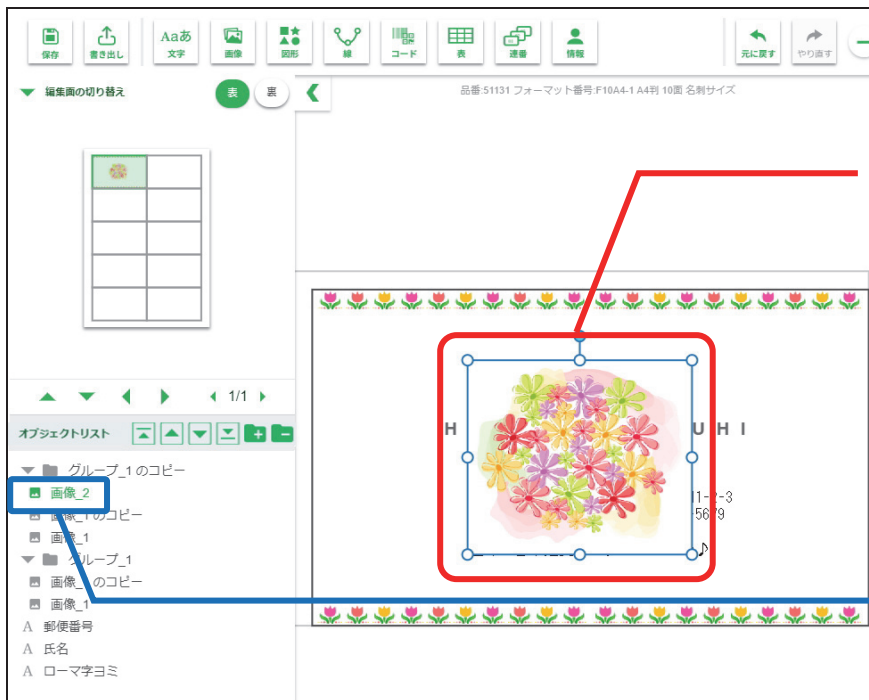 保存
書き出し
Aaあ
文字
画像
図形
線
コード
表
連番
情報
元に戻す
やり直す
編集面の切り替え
表
裏
品番:51131 フォーマット番号:F10A4-1 A4判 10面 名刺サイズ
1/1
オブジェクトリスト
グループ_1のコピー
画像_2
画像_1のコピー
画像_1
グループ_1
画像_1のコピー
画像_1
A 郵便番号
A 氏名
A ローマ字ヨミ
H
U H I
1-2-3
5679
♪